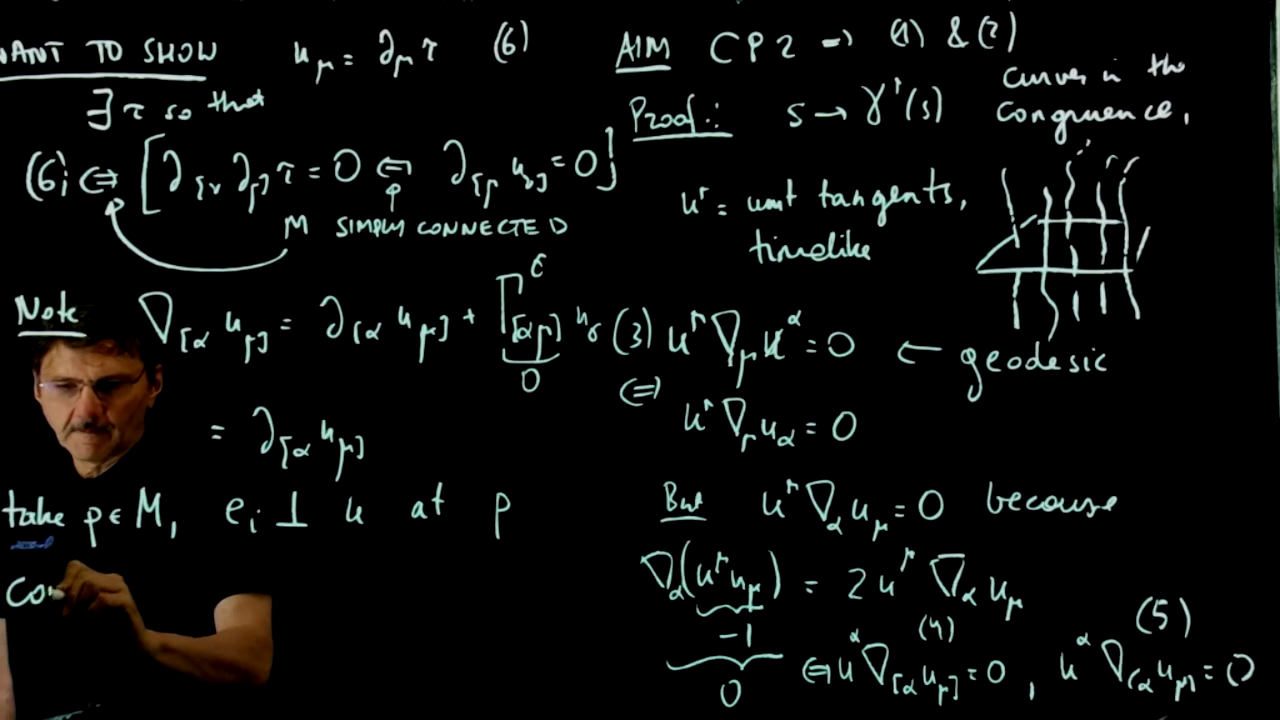 WANT TO SHOW u_μ = ∂_μ τ (6)
∃ τ so that
(6) ⇔ [∂_[ν ∂_μ] τ = 0 ⇔ ∂_[μ u_ν] = 0]
M SIMPLY CONNECTED
Note ∇_[α u_μ] = ∂_[α u_μ] + Γ^σ_[αμ] u_σ
0
= ∂_[α u_μ]
take p ∈ M, e_i ⊥ u at p
Co
AIM CP2 ⇒ (1) & (2)
Proof: s → γ^μ(s) curves in the
congruence,
u^μ = unit tangents,
timelike
(3) u^μ ∇_μ u^α = 0 ← geodesic
⇔
u^μ ∇_μ u_α = 0
But u^μ ∇_α u_μ = 0 because
∇_α (u^μ u_μ) = 2 u^μ ∇_α u_μ
-1
(4) (5)
0 ⇔ u^α ∇_[α u_μ] = 0 , u^α ∇_(α u_μ) = 0